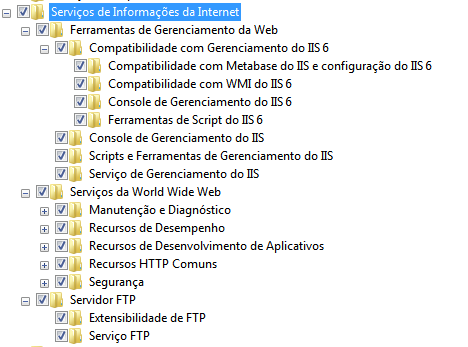 Serviços de Informações da Internet
Ferramentas de Gerenciamento da Web
Compatibilidade com Gerenciamento do IIS 6
Compatibilidade com Metabase do IIS e configuração do IIS 6
Compatibilidade com WMI do IIS 6
Console de Gerenciamento do IIS 6
Ferramentas de Script do IIS 6
Console de Gerenciamento do IIS
Scripts e Ferramentas de Gerenciamento do IIS
Serviço de Gerenciamento do IIS
Serviços da World Wide Web
Manutenção e Diagnóstico
Recursos de Desempenho
Recursos de Desenvolvimento de Aplicativos
Recursos HTTP Comuns
Segurança
Servidor FTP
Extensibilidade de FTP
Serviço FTP